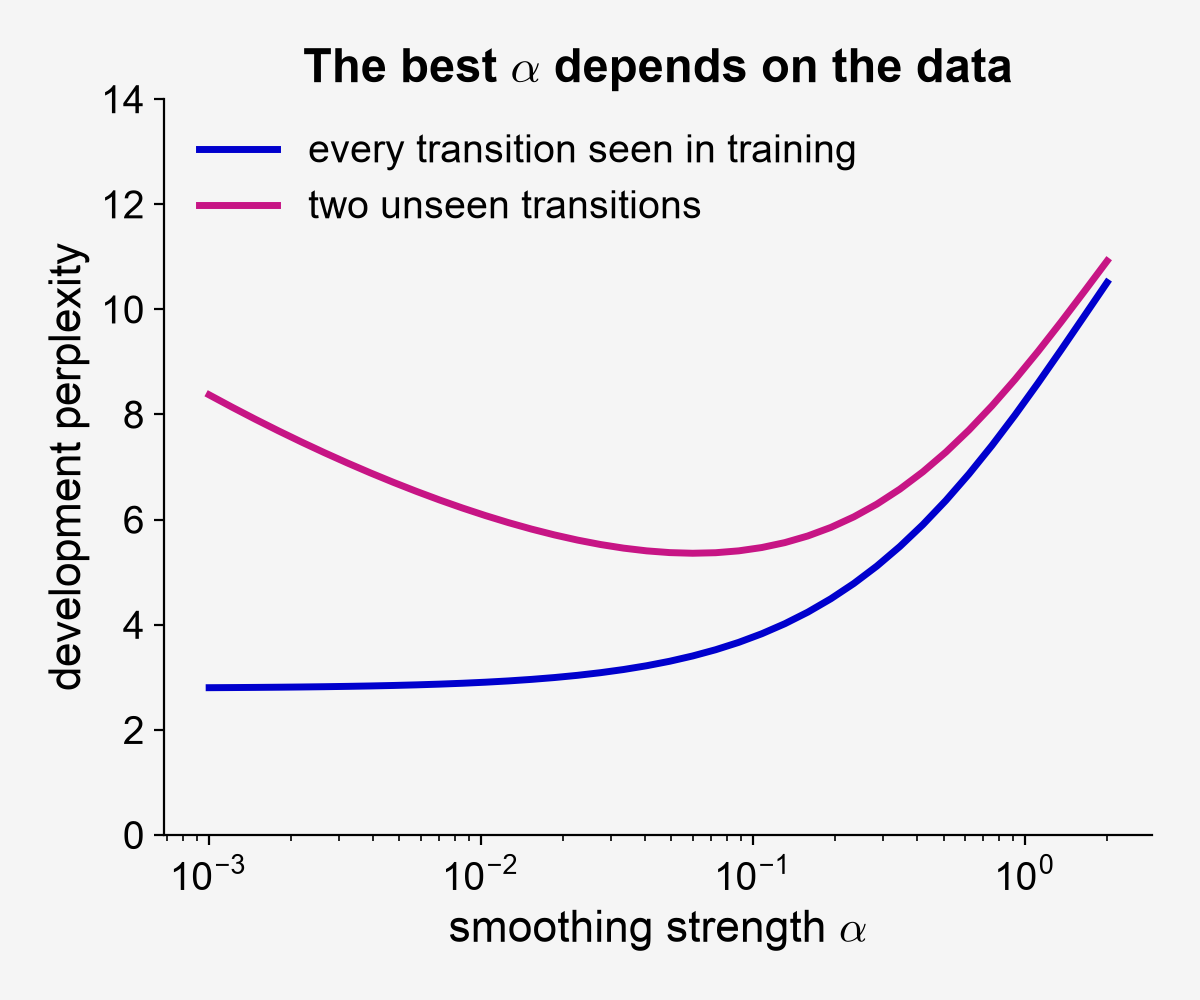 The best α depends on the data
every transition seen in training
two unseen transitions
development perplexity
14
12
10
8
6
4
2
0
10⁻³ 10⁻² 10⁻¹ 10⁰
smoothing strength α